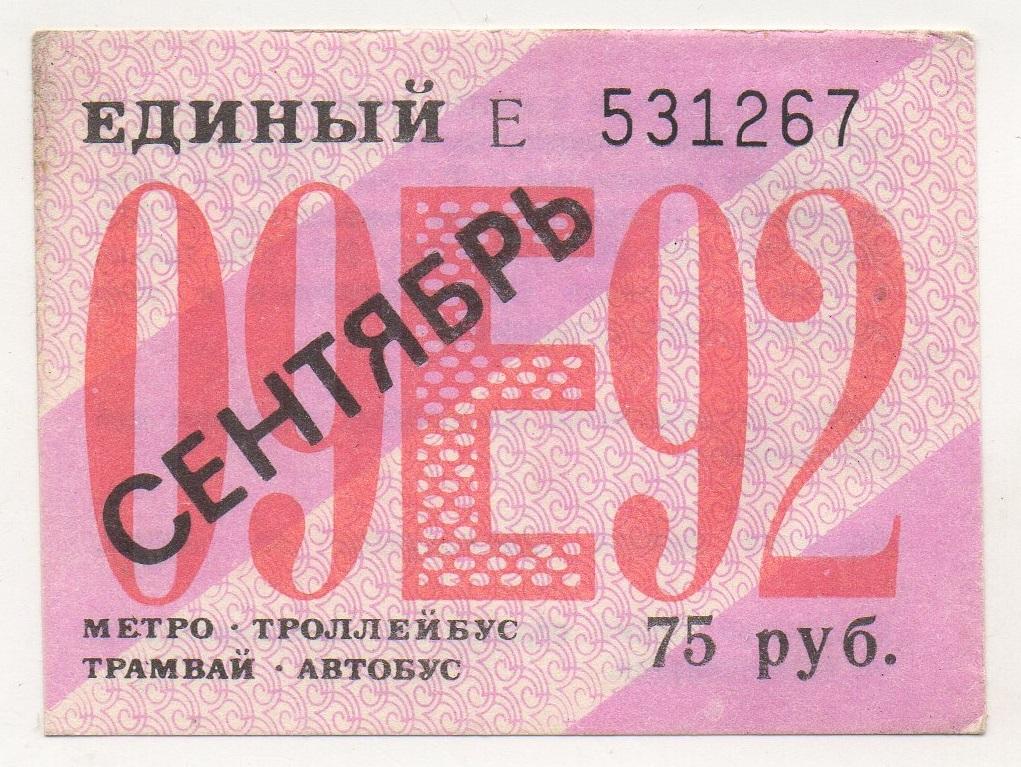 ЕДИНЫЙ Е 531267
09Е92
СЕНТЯБРЬ
МЕТРО · ТРОЛЛЕЙБУС
ТРАМВАЙ · АВТОБУС
75 руб.